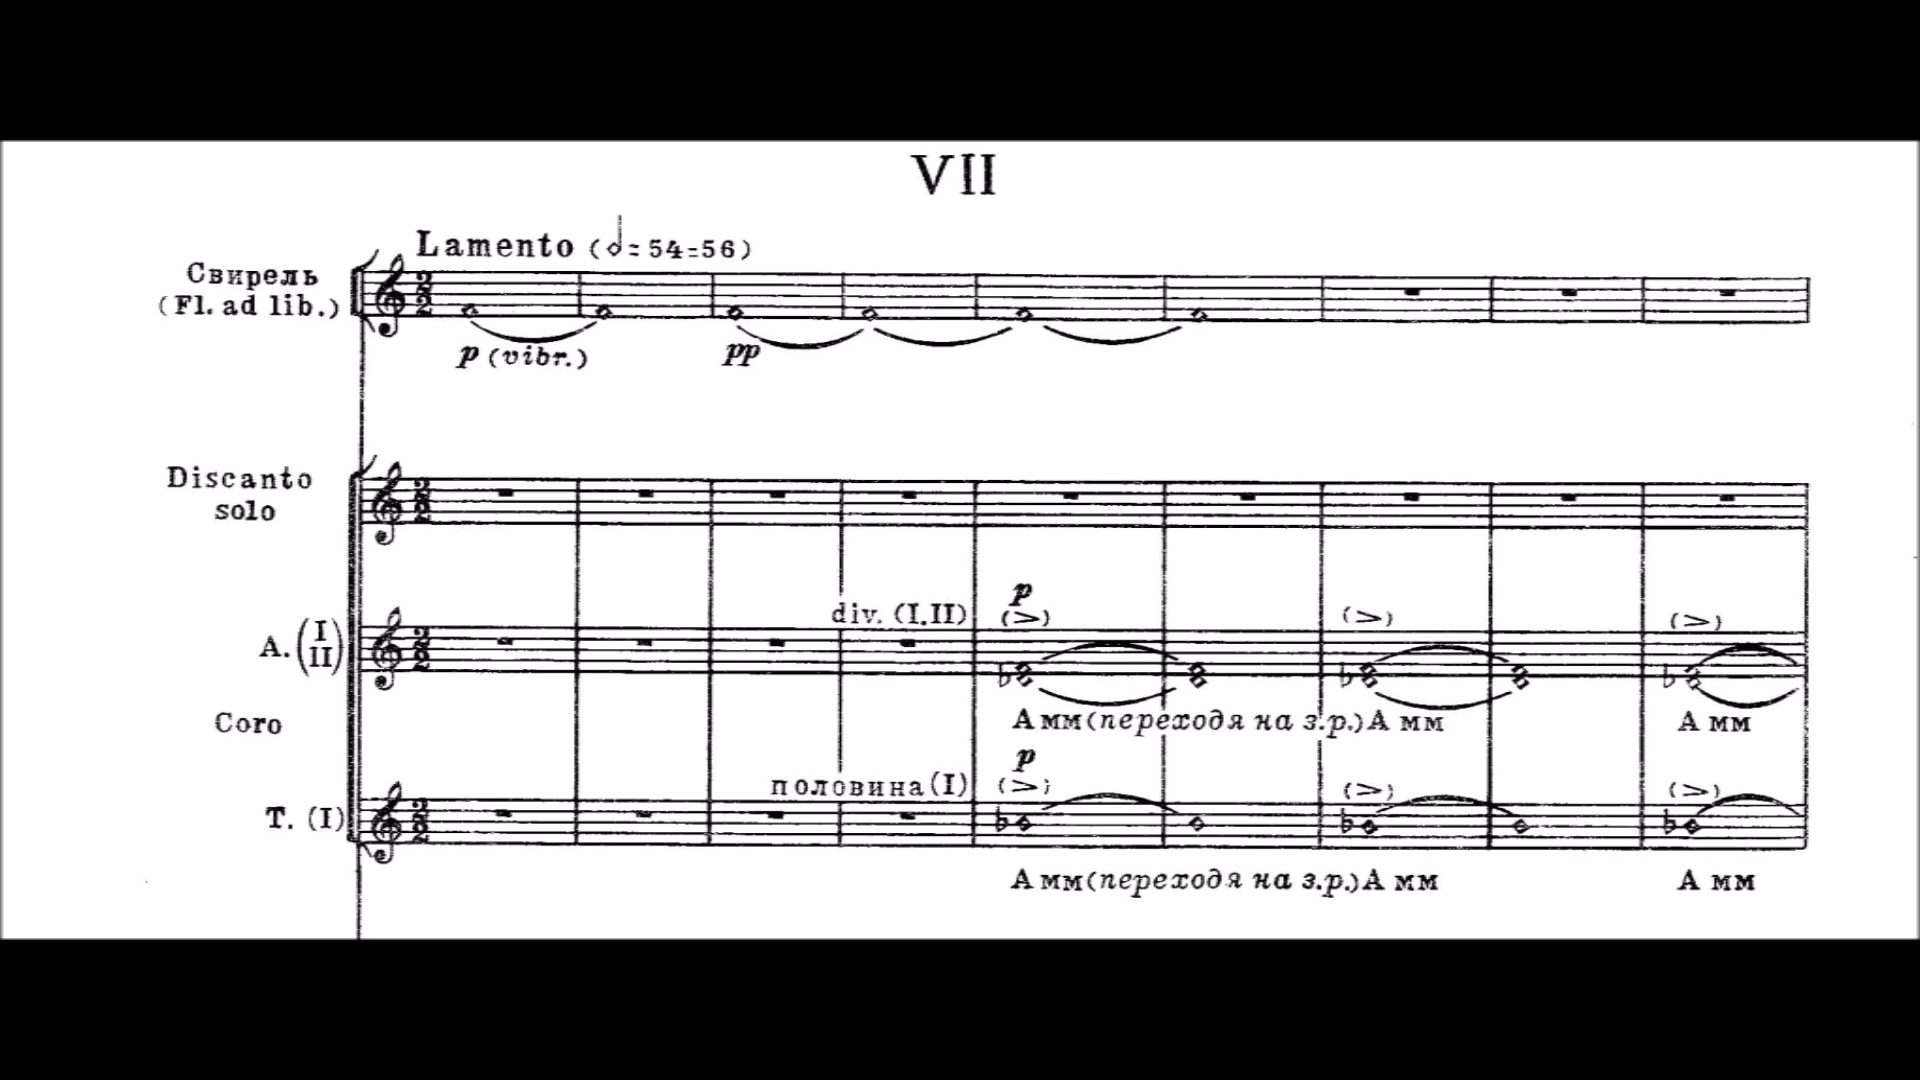 VII
Lamento (𝅗𝅥=54=56)
Свирель
(Fl. ad lib.)
p (vibr.) pp
Discanto
solo
p
div. (I.II) (>) (>) (>)
A. (I II)
A мм (переходя на з.р.) A мм A мм
Coro
p
половина (I) (>) (>) (>)
T. (I)
A мм (переходя на з.р.) A мм A мм